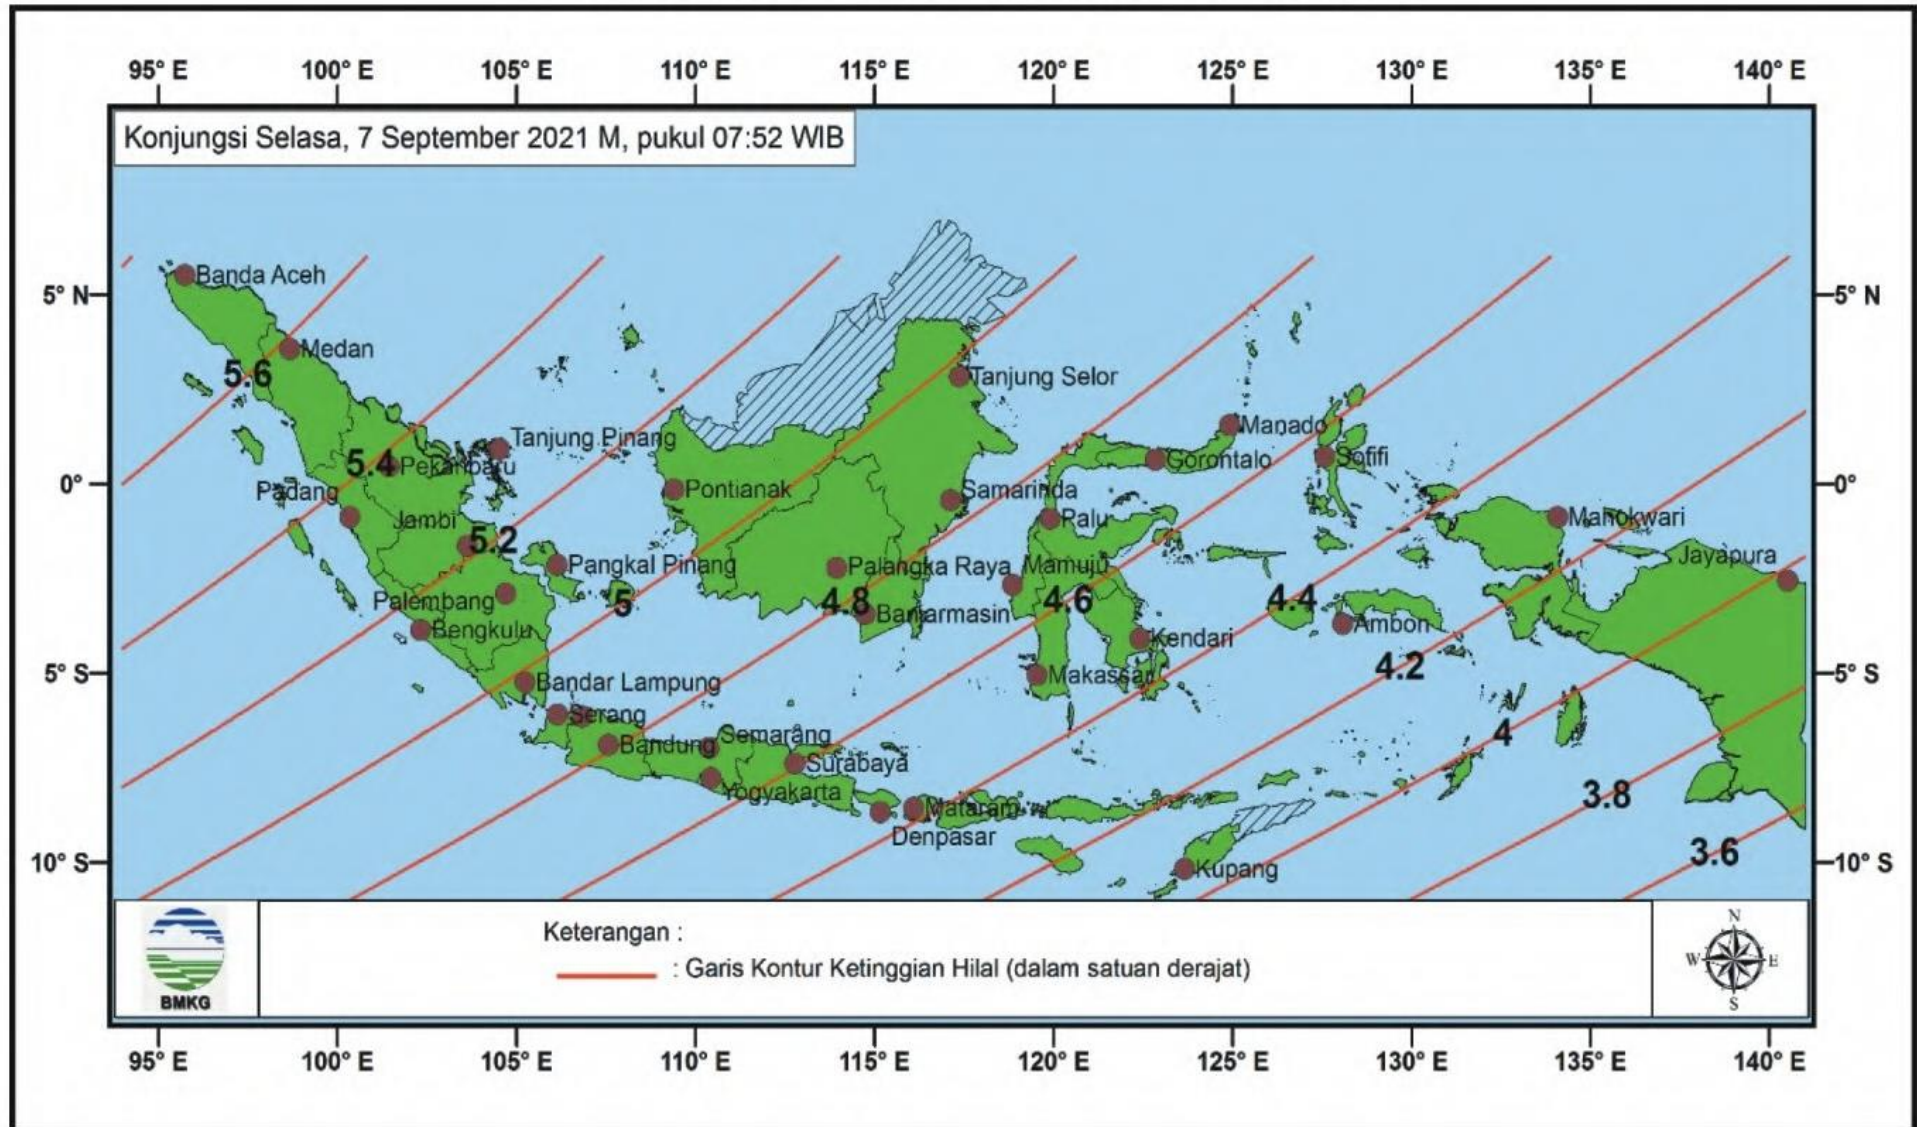 95° E 100° E 105° E 110° E 115° E 120° E 125° E 130° E 135° E 140° E
Konjungsi Selasa, 7 September 2021 M, pukul 07:52 WIB
Banda Aceh
5° N 5° N
Medan
5.6
Tanjung Selor
Manado
Tanjung Pinang
5.4 Pekanbaru
Gorontalo
Sofifi
0° 0°
Padang
Pontianak
Samarinda
Jambi
Palu
Manokwari
5.2
Jayapura
Pangkal Pinang
Palangka Raya
Mamuju
Palembang
5
4.8
4.6
4.4
Banjarmasin
Bengkulu
Ambon
Kendari
4.2
5° S 5° S
Makassar
Bandar Lampung
Serang
4
Semarang
Bandung
Surabaya
Yogyakarta
3.8
Mataram
Denpasar
3.6
10° S 10° S
Kupang
BMKG
Keterangan :
: Garis Kontur Ketinggian Hilal (dalam satuan derajat)
N
W E
S
95° E 100° E 105° E 110° E 115° E 120° E 125° E 130° E 135° E 140° E